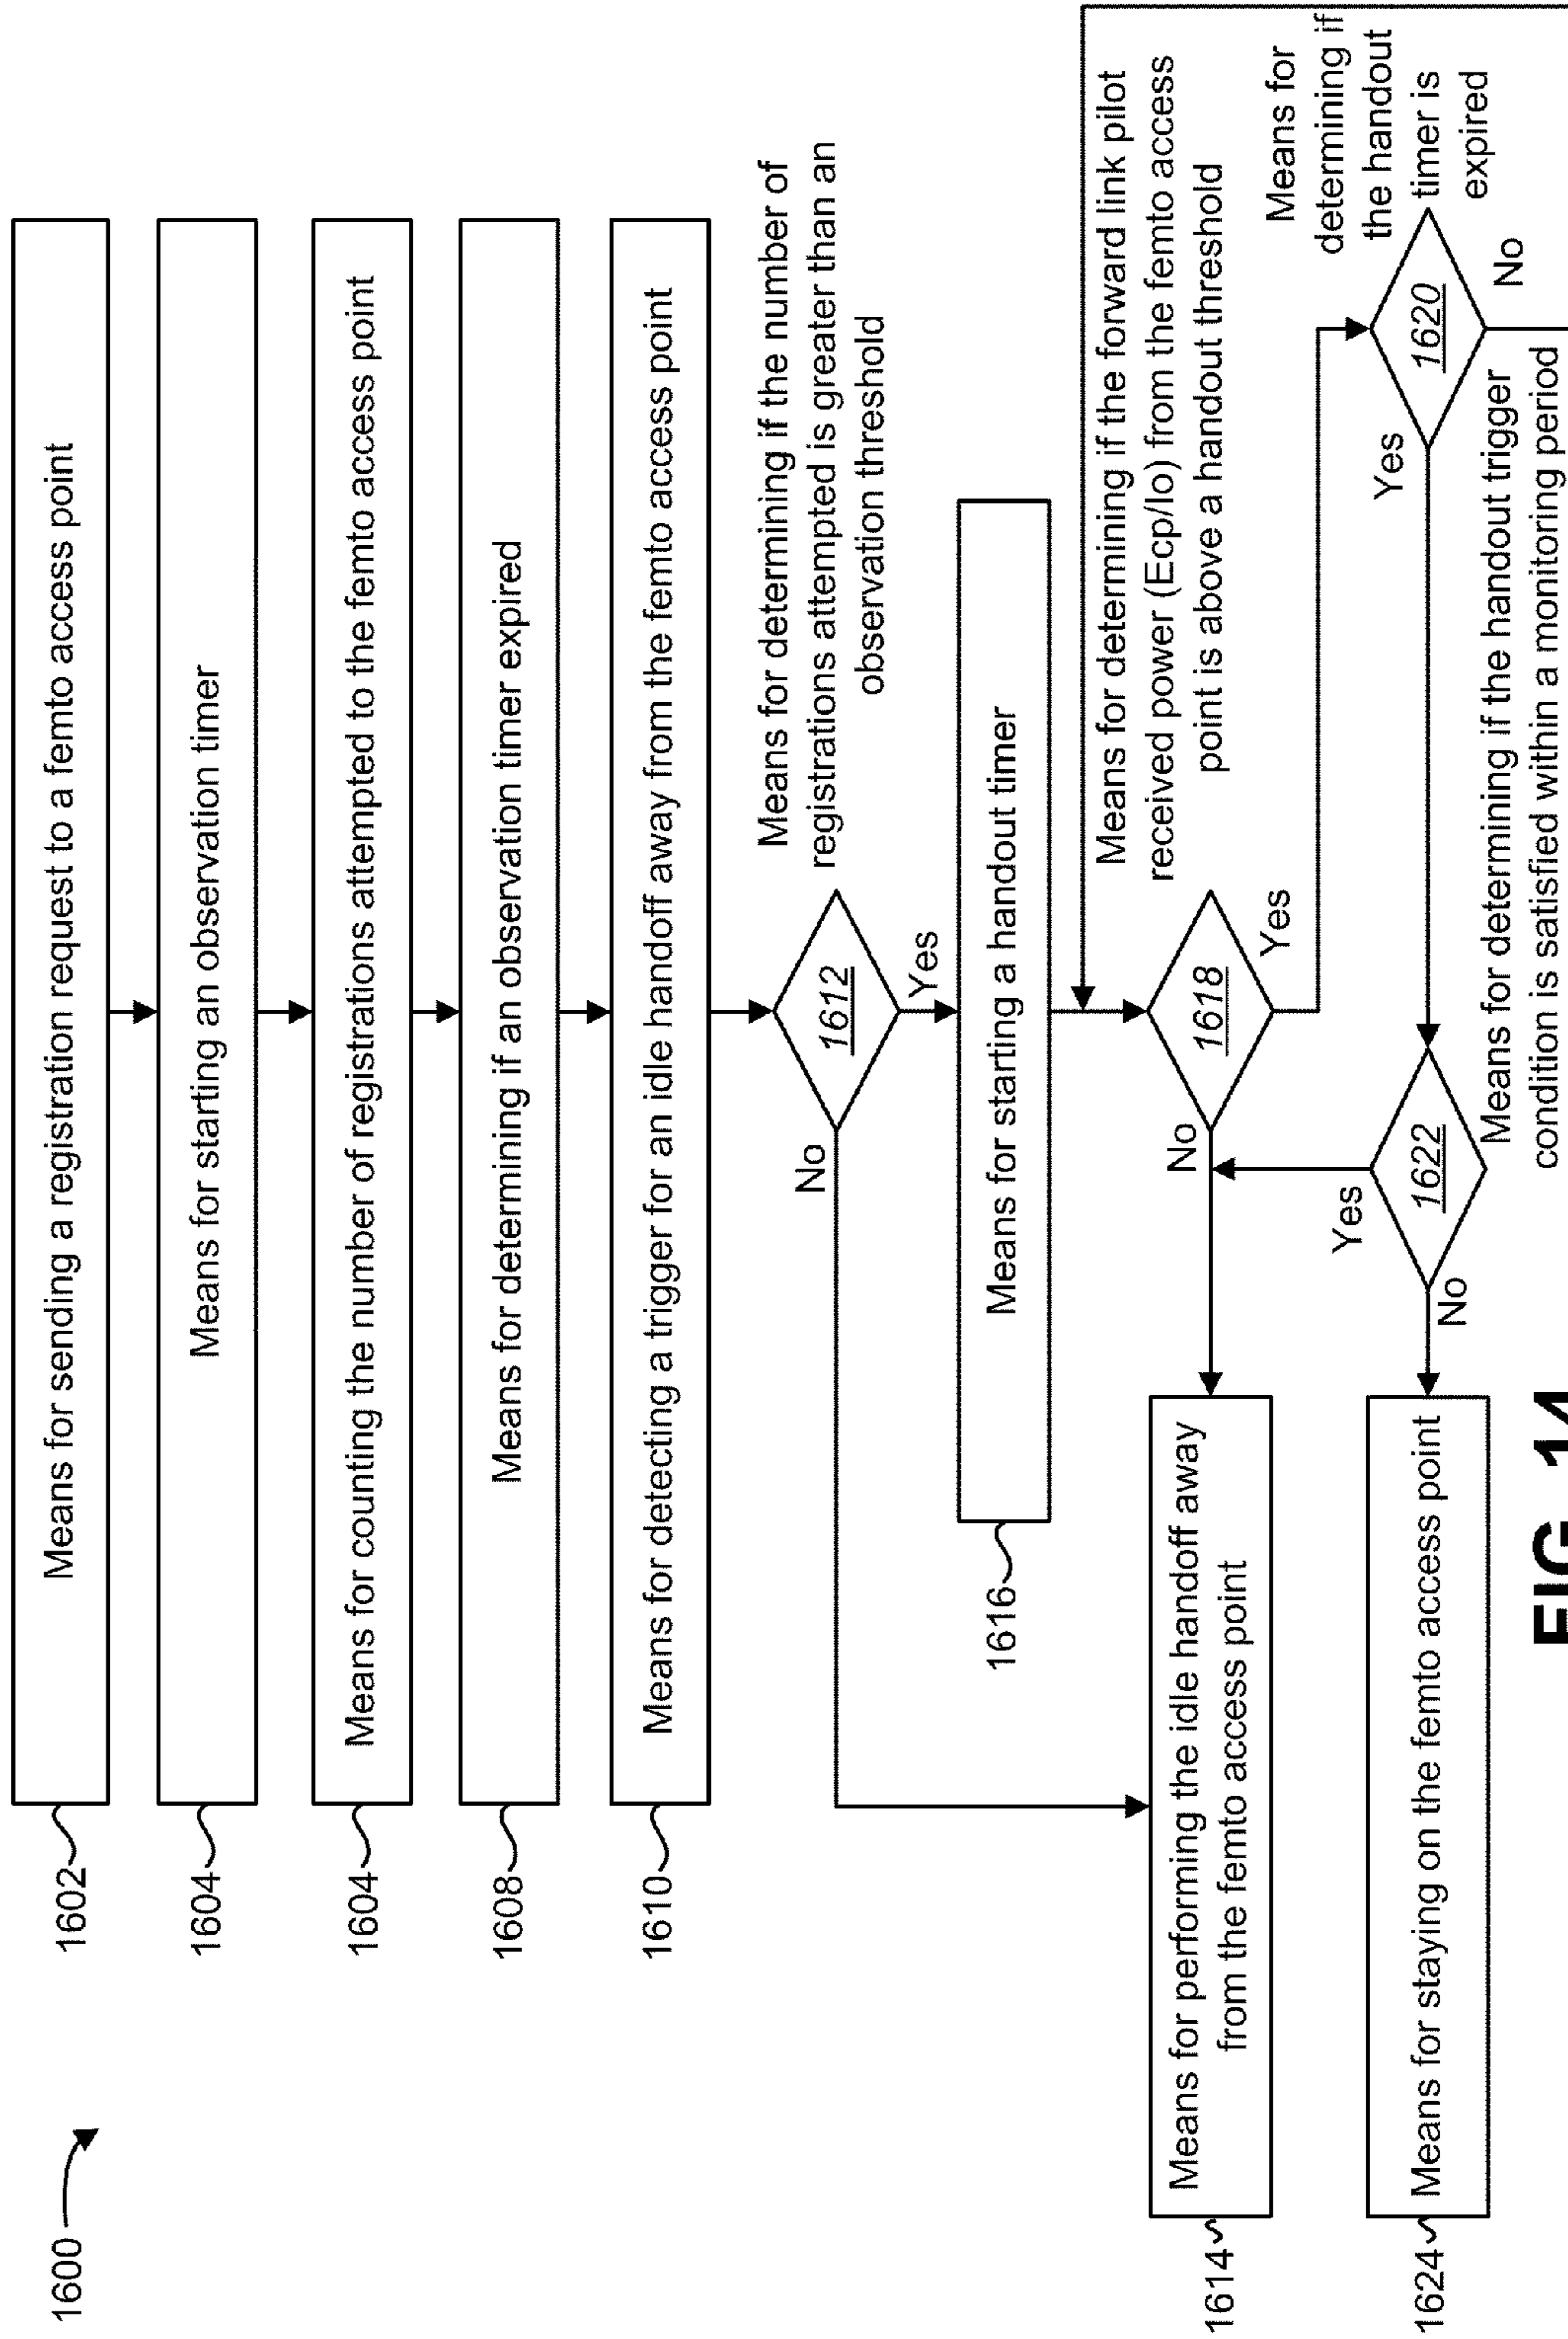 1600
1602
Means for sending a registration request to a femto access point
1604
Means for starting an observation timer
1604
Means for counting the number of registrations attempted to the femto access point
1608
Means for determining if an observation timer expired
1610
Means for detecting a trigger for an idle handoff away from the femto access point
Means for determining if the number of
registrations attempted is greater than an
observation threshold
1612
No
Yes
1616
Means for starting a handout timer
Means for determining if the forward link pilot
received power (Ecp/Io) from the femto access
point is above a handout threshold
1618
No
Yes
1614
Means for performing the idle handoff away
from the femto access point
Means for
determining if
the handout
timer is
expired
1620
Yes
No
1622
Yes
No
Means for determining if the handout trigger
condition is satisfied within a monitoring period
1624
Means for staying on the femto access point
FIG. 14